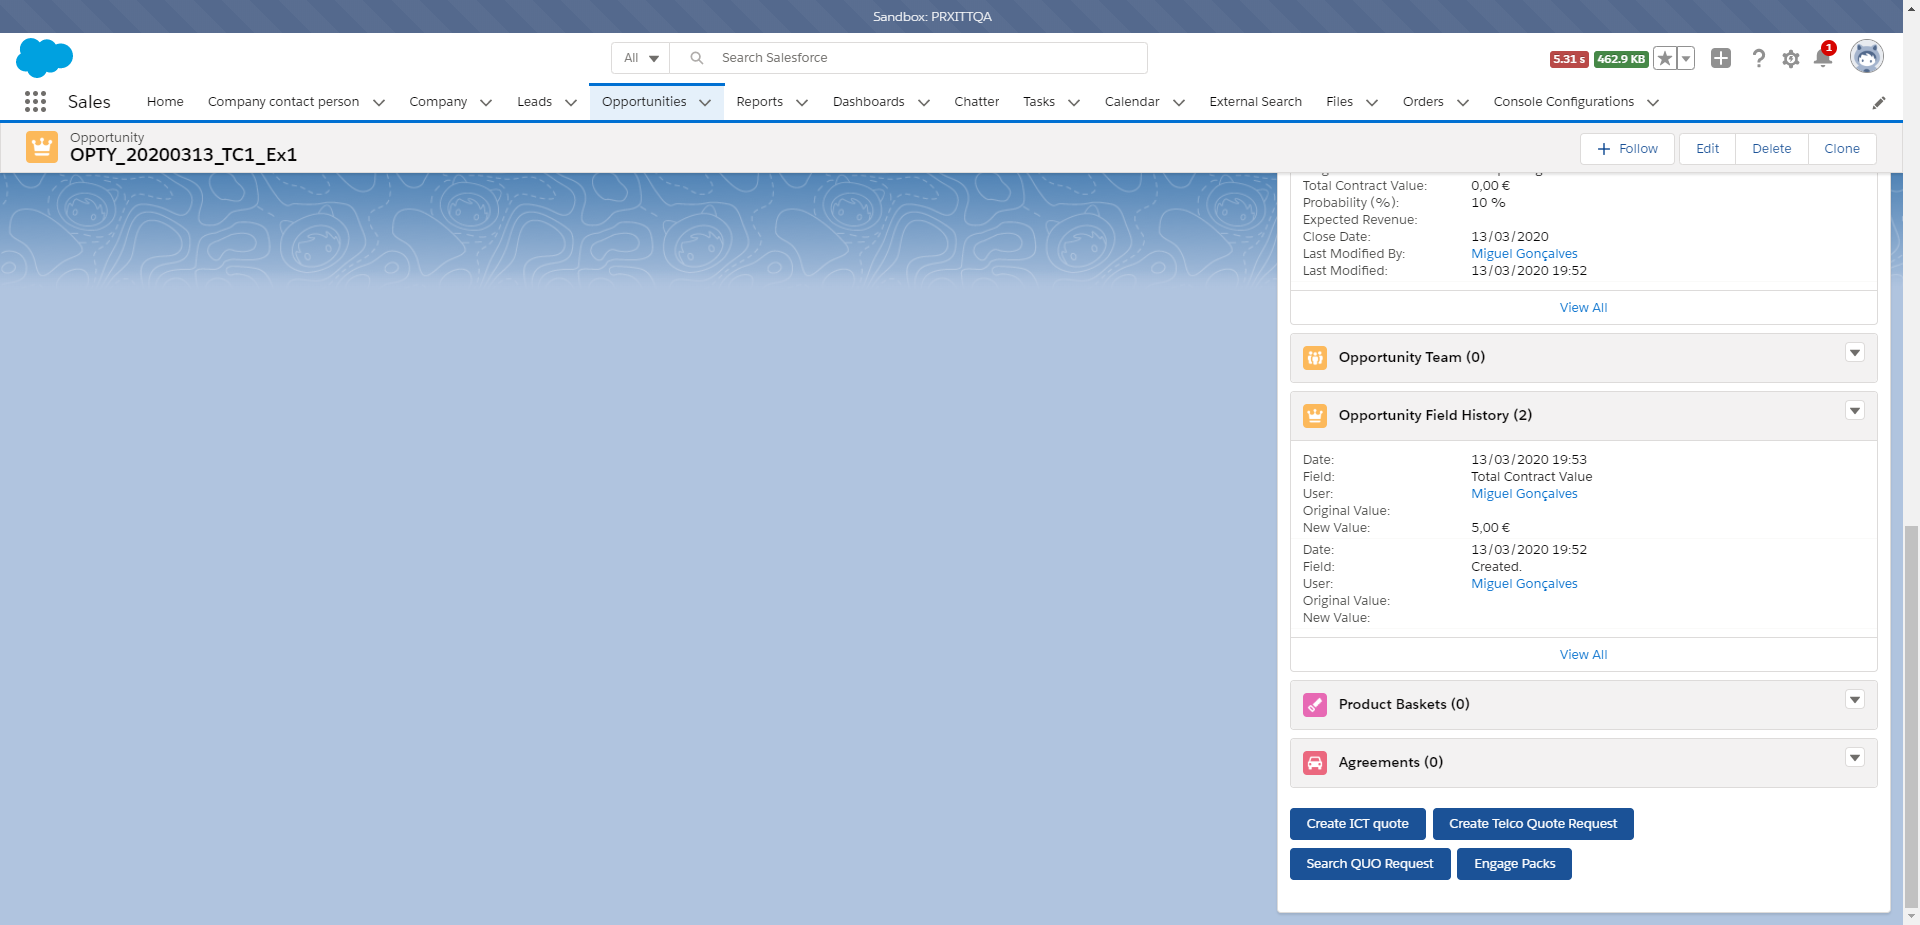 Sandbox: PRXITTQA
All
Search Salesforce
5.31 s
462.9 KB
1
Sales
Home
Company contact person
Company
Leads
Opportunities
Reports
Dashboards
Chatter
Tasks
Calendar
External Search
Files
Orders
Console Configurations
Opportunity
OPTY_20200313_TC1_Ex1
Follow
Edit
Delete
Clone
Total Contract Value: 0,00 €
Probability (%): 10 %
Expected Revenue:
Close Date: 13/03/2020
Last Modified By: Miguel Gonçalves
Last Modified: 13/03/2020 19:52
View All
Opportunity Team (0)
Opportunity Field History (2)
Date: 13/03/2020 19:53
Field: Total Contract Value
User: Miguel Gonçalves
Original Value:
New Value: 5,00 €
Date: 13/03/2020 19:52
Field: Created.
User: Miguel Gonçalves
Original Value:
New Value:
View All
Product Baskets (0)
Agreements (0)
Create ICT quote
Create Telco Quote Request
Search QUO Request
Engage Packs